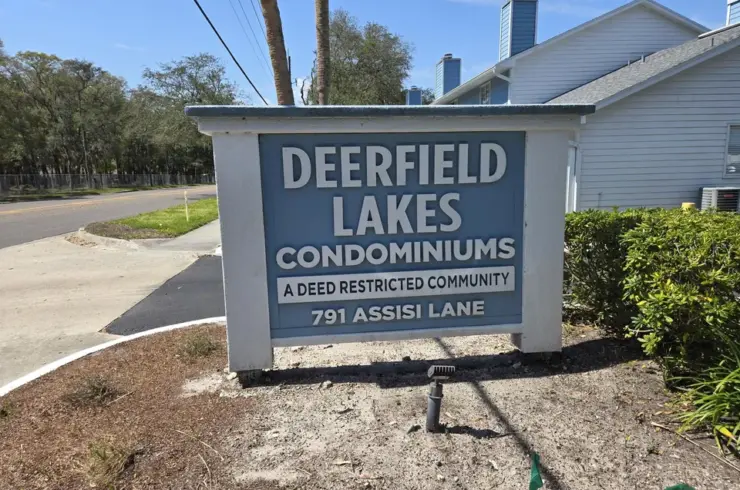 DEERFIELD
LAKES
CONDOMINIUMS
A DEED RESTRICTED COMMUNITY
791 ASSISI LANE